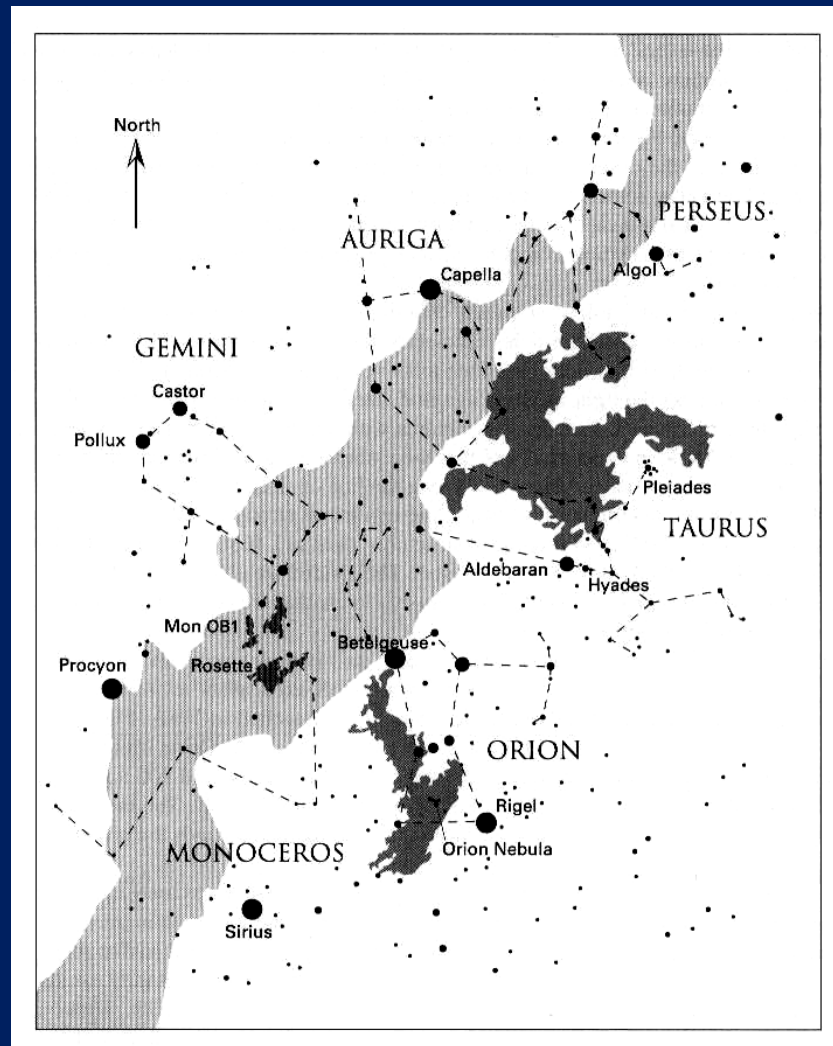 North
PERSEUS
AURIGA
Algol
Capella
GEMINI
Castor
Pollux
Pleiades
TAURUS
Aldebaran
Hyades
Mon OB1
Betelgeuse
Rosette
Procyon
ORION
Rigel
MONOCEROS
Orion Nebula
Sirius